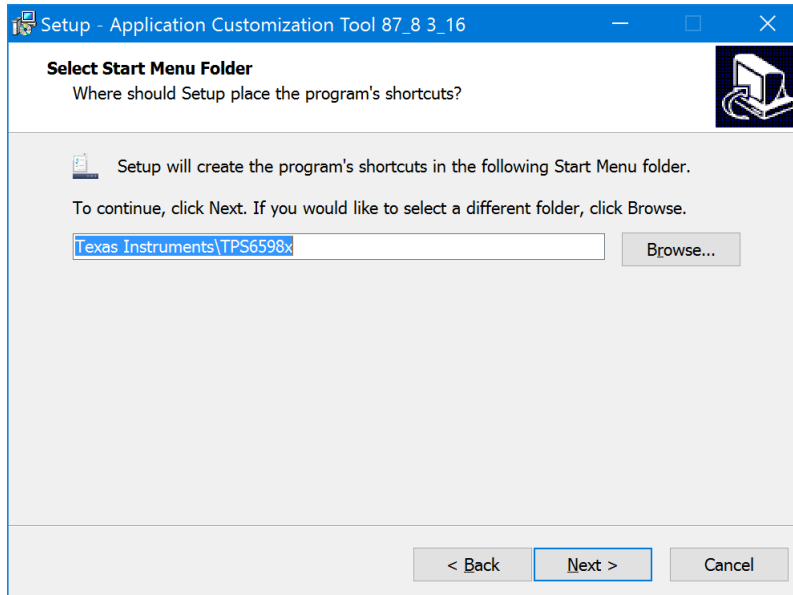 Setup - Application Customization Tool 87_8 3_16
Select Start Menu Folder
Where should Setup place the program's shortcuts?
Setup will create the program's shortcuts in the following Start Menu folder.
To continue, click Next. If you would like to select a different folder, click Browse.
Texas Instruments\TPS6598x
Browse...
< Back
Next >
Cancel